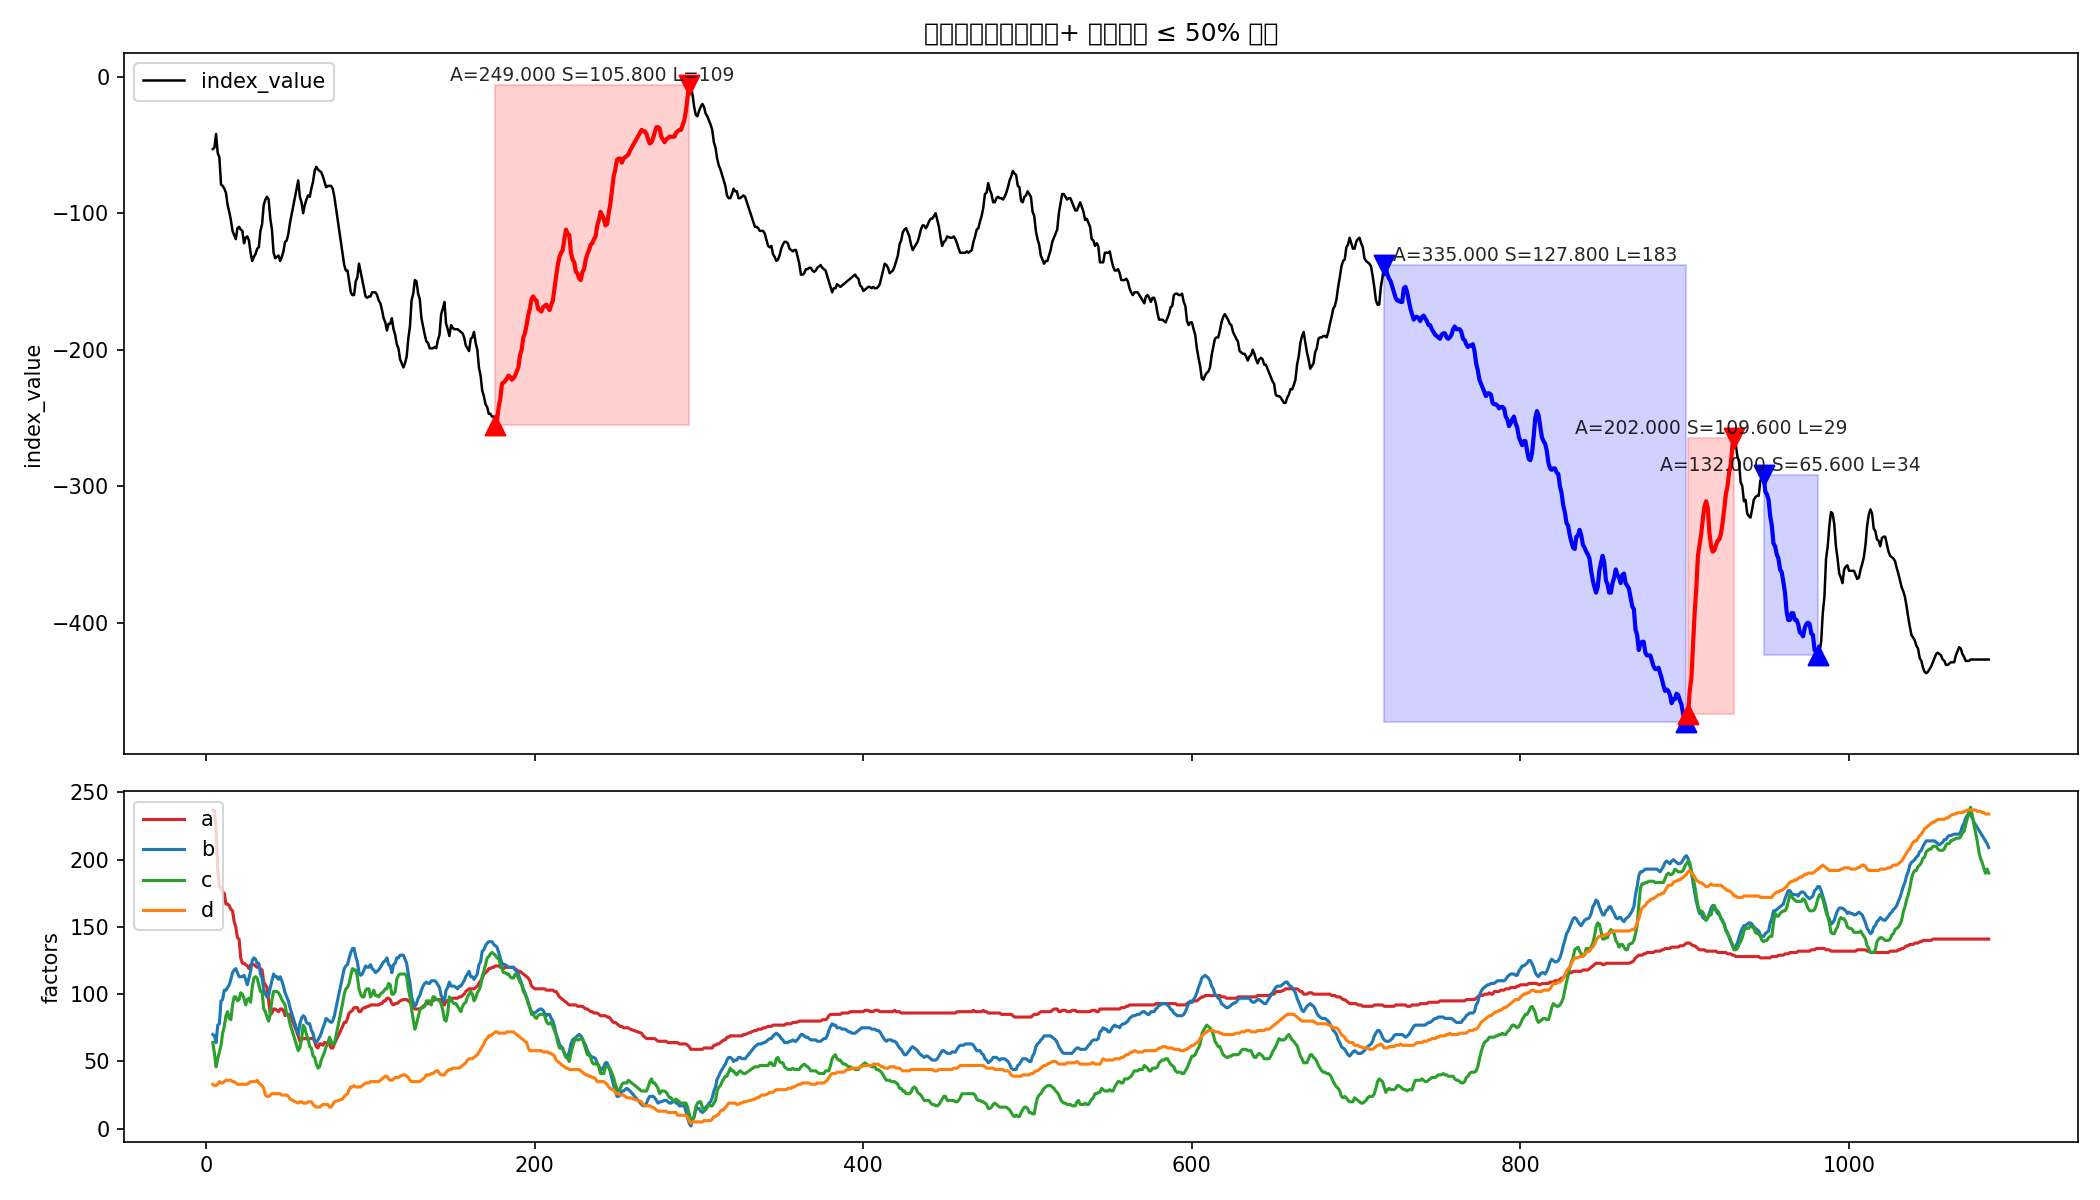 + ≤ 50%
index_value
A=249.000 S=105.800 L=109
A=335.000 S=127.800 L=183
A=202.000 S=109.600 L=29
A=132.000 S=65.600 L=34
0
−100
−200
−300
−400
index_value
a
b
c
d
250
200
150
100
50
0
factors
0 200 400 600 800 1000